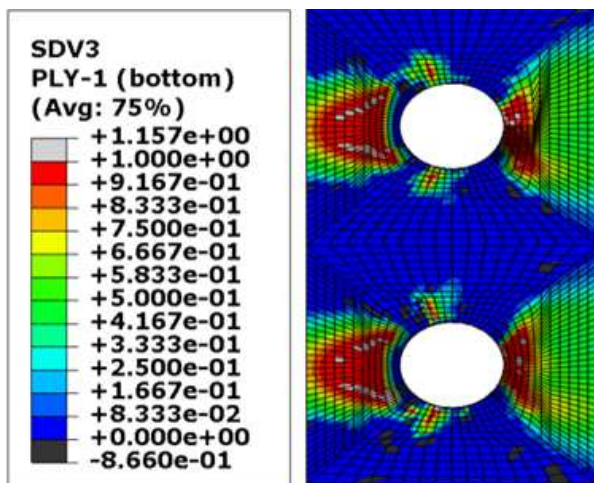 SDV3
PLY-1 (bottom)
(Avg: 75%)
+1.157e+00
+1.000e+00
+9.167e-01
+8.333e-01
+7.500e-01
+6.667e-01
+5.833e-01
+5.000e-01
+4.167e-01
+3.333e-01
+2.500e-01
+1.667e-01
+8.333e-02
+0.000e+00
-8.660e-01